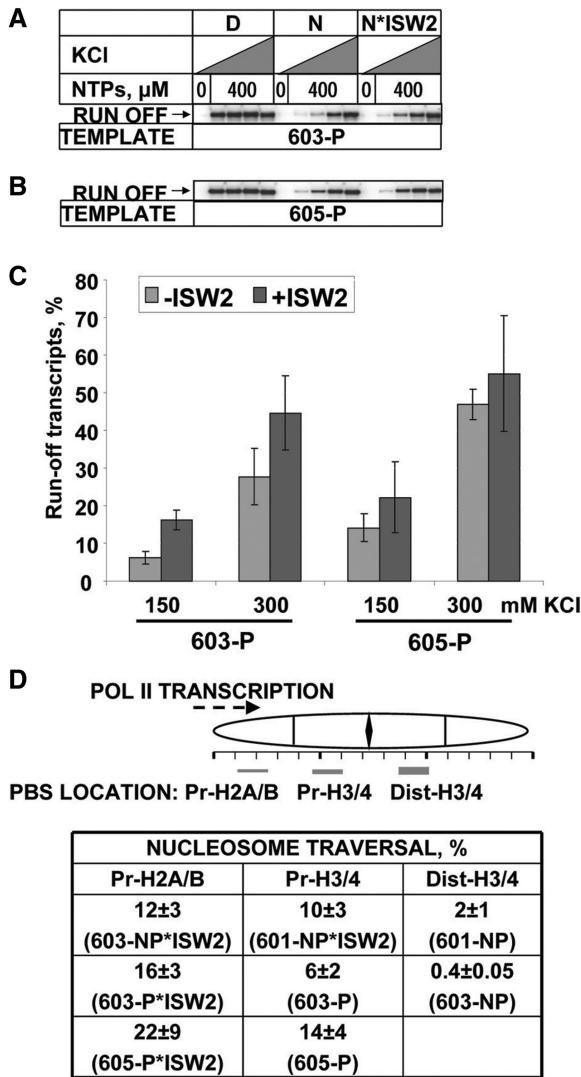 A
D N N*ISW2
KCl
NTPs, µM 0 400 0 400 0 400
RUN OFF
TEMPLATE 603-P
B
RUN OFF
TEMPLATE 605-P
C
80
70
60
50
40
30
20
10
0
Run-off transcripts, %
-ISW2 +ISW2
150 300 150 300 mM KCl
603-P 605-P
D
POL II TRANSCRIPTION
PBS LOCATION: Pr-H2A/B Pr-H3/4 Dist-H3/4
NUCLEOSOME TRAVERSAL, %
Pr-H2A/B Pr-H3/4 Dist-H3/4
12±3 10±3 2±1
(603-NP*ISW2) (601-NP*ISW2) (601-NP)
16±3 6±2 0.4±0.05
(603-P*ISW2) (603-P) (603-NP)
22±9 14±4
(605-P*ISW2) (605-P)